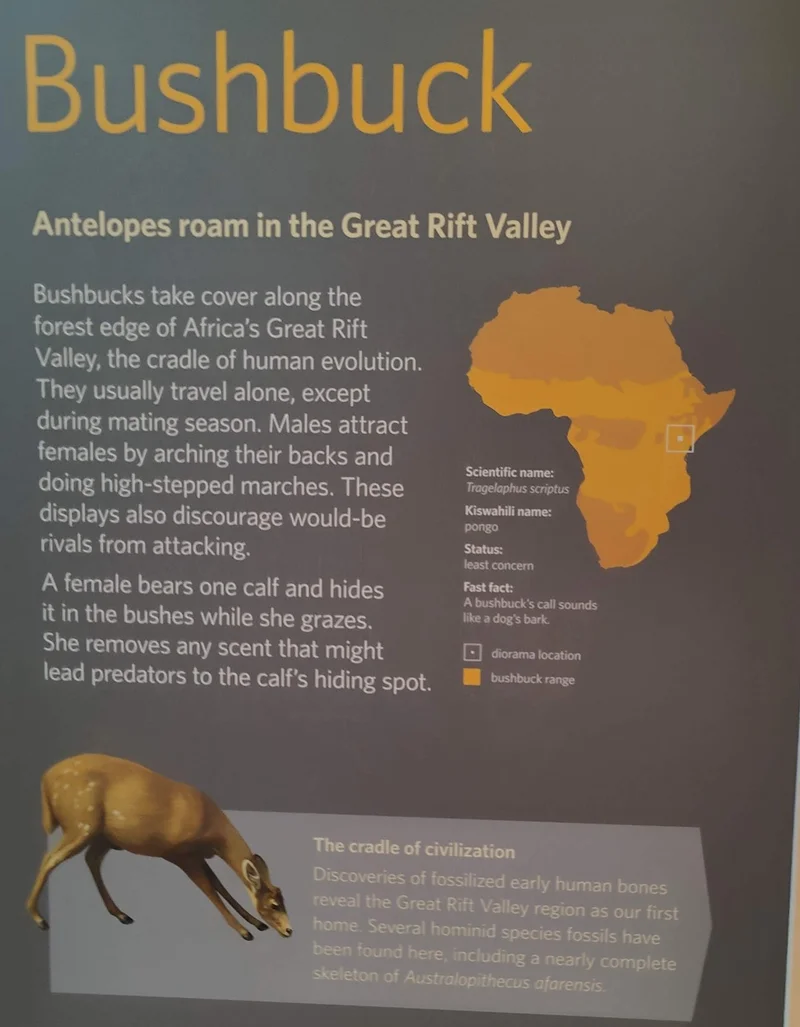 Bushbuck
Antelopes roam in the Great Rift Valley
Bushbucks take cover along the
forest edge of Africa's Great Rift
Valley, the cradle of human evolution.
They usually travel alone, except
during mating season. Males attract
females by arching their backs and
doing high-stepped marches. These
displays also discourage would-be
rivals from attacking.
A female bears one calf and hides
it in the bushes while she grazes.
She removes any scent that might
lead predators to the calf's hiding spot.
Scientific name:
Tragelaphus scriptus
Kiswahili name:
pongo
Status:
least concern
Fast fact:
A bushbuck's call sounds
like a dog's bark.
diorama location
bushbuck range
The cradle of civilization
Discoveries of fossilized early human bones
reveal the Great Rift Valley region as our first
home. Several hominid species fossils have
been found here, including a nearly complete
skeleton of Australopithecus afarensis.